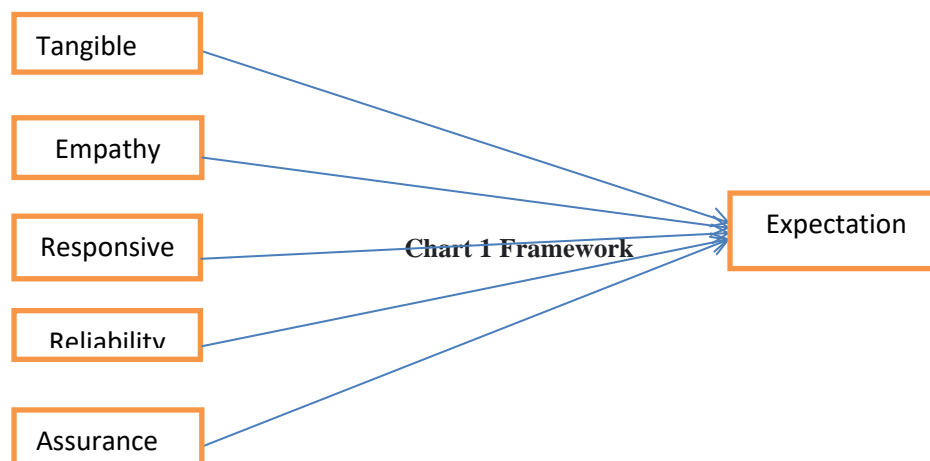 Tangible
Empathy
Responsive
Chart 1 Framework
Expectation
Reliability
Assurance